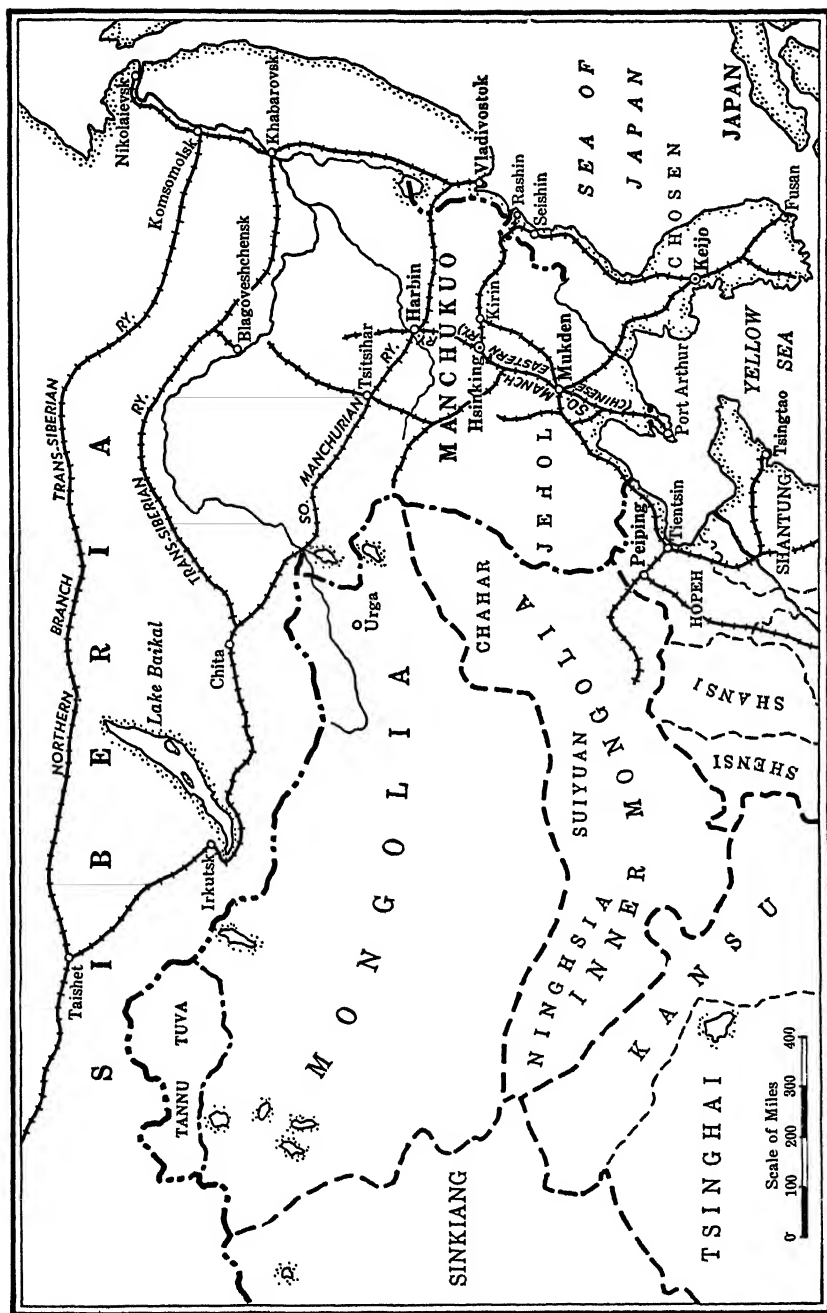 Nikolaievsk
Komsomolsk
Khabarovsk
TRANS-SIBERIAN RY.
NORTHERN BRANCH
Blagoveshchensk
TRANS-SIBERIAN RY.
SIBERIA
Taishet
Lake Baikal
Irkutsk
Chita
TANNU TUVA
MONGOLIA
Urga
SO. MANCHURIAN RY.
Tsitsihar
Harbin
MANCHUKUO
Vladivostuk
Rashin
Seishin
SEA OF JAPAN
JAPAN
CHOSEN
Keijo
Fusan
Kirin
Hsinking
SO. MANCH. RY.
(CHINESE EASTERN RY.)
Mukden
JEHOL
Port Arthur
YELLOW SEA
Tsingtao
SHANTUNG
Tientsin
Peiping
HOPEH
CHAHAR
SUIYUAN
NINGHSIA
INNER MONGOLIA
SHANSI
SHENSI
KANSU
SINKIANG
TSINGHAI
Scale of Miles
0 100 200 300 400